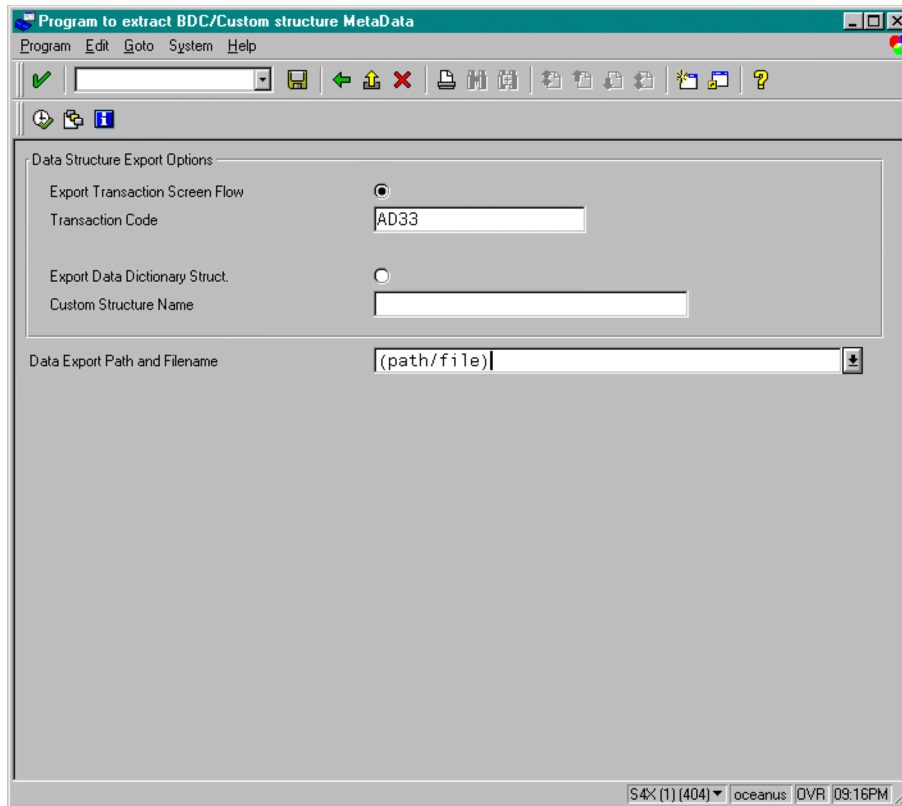 Program to extract BDC/Custom structure MetaData
Program Edit Goto System Help
Data Structure Export Options
Export Transaction Screen Flow
Transaction Code AD33
Export Data Dictionary Struct.
Custom Structure Name
Data Export Path and Filename (path/file)
S4X (1) (404) oceanus OVR 09:16PM